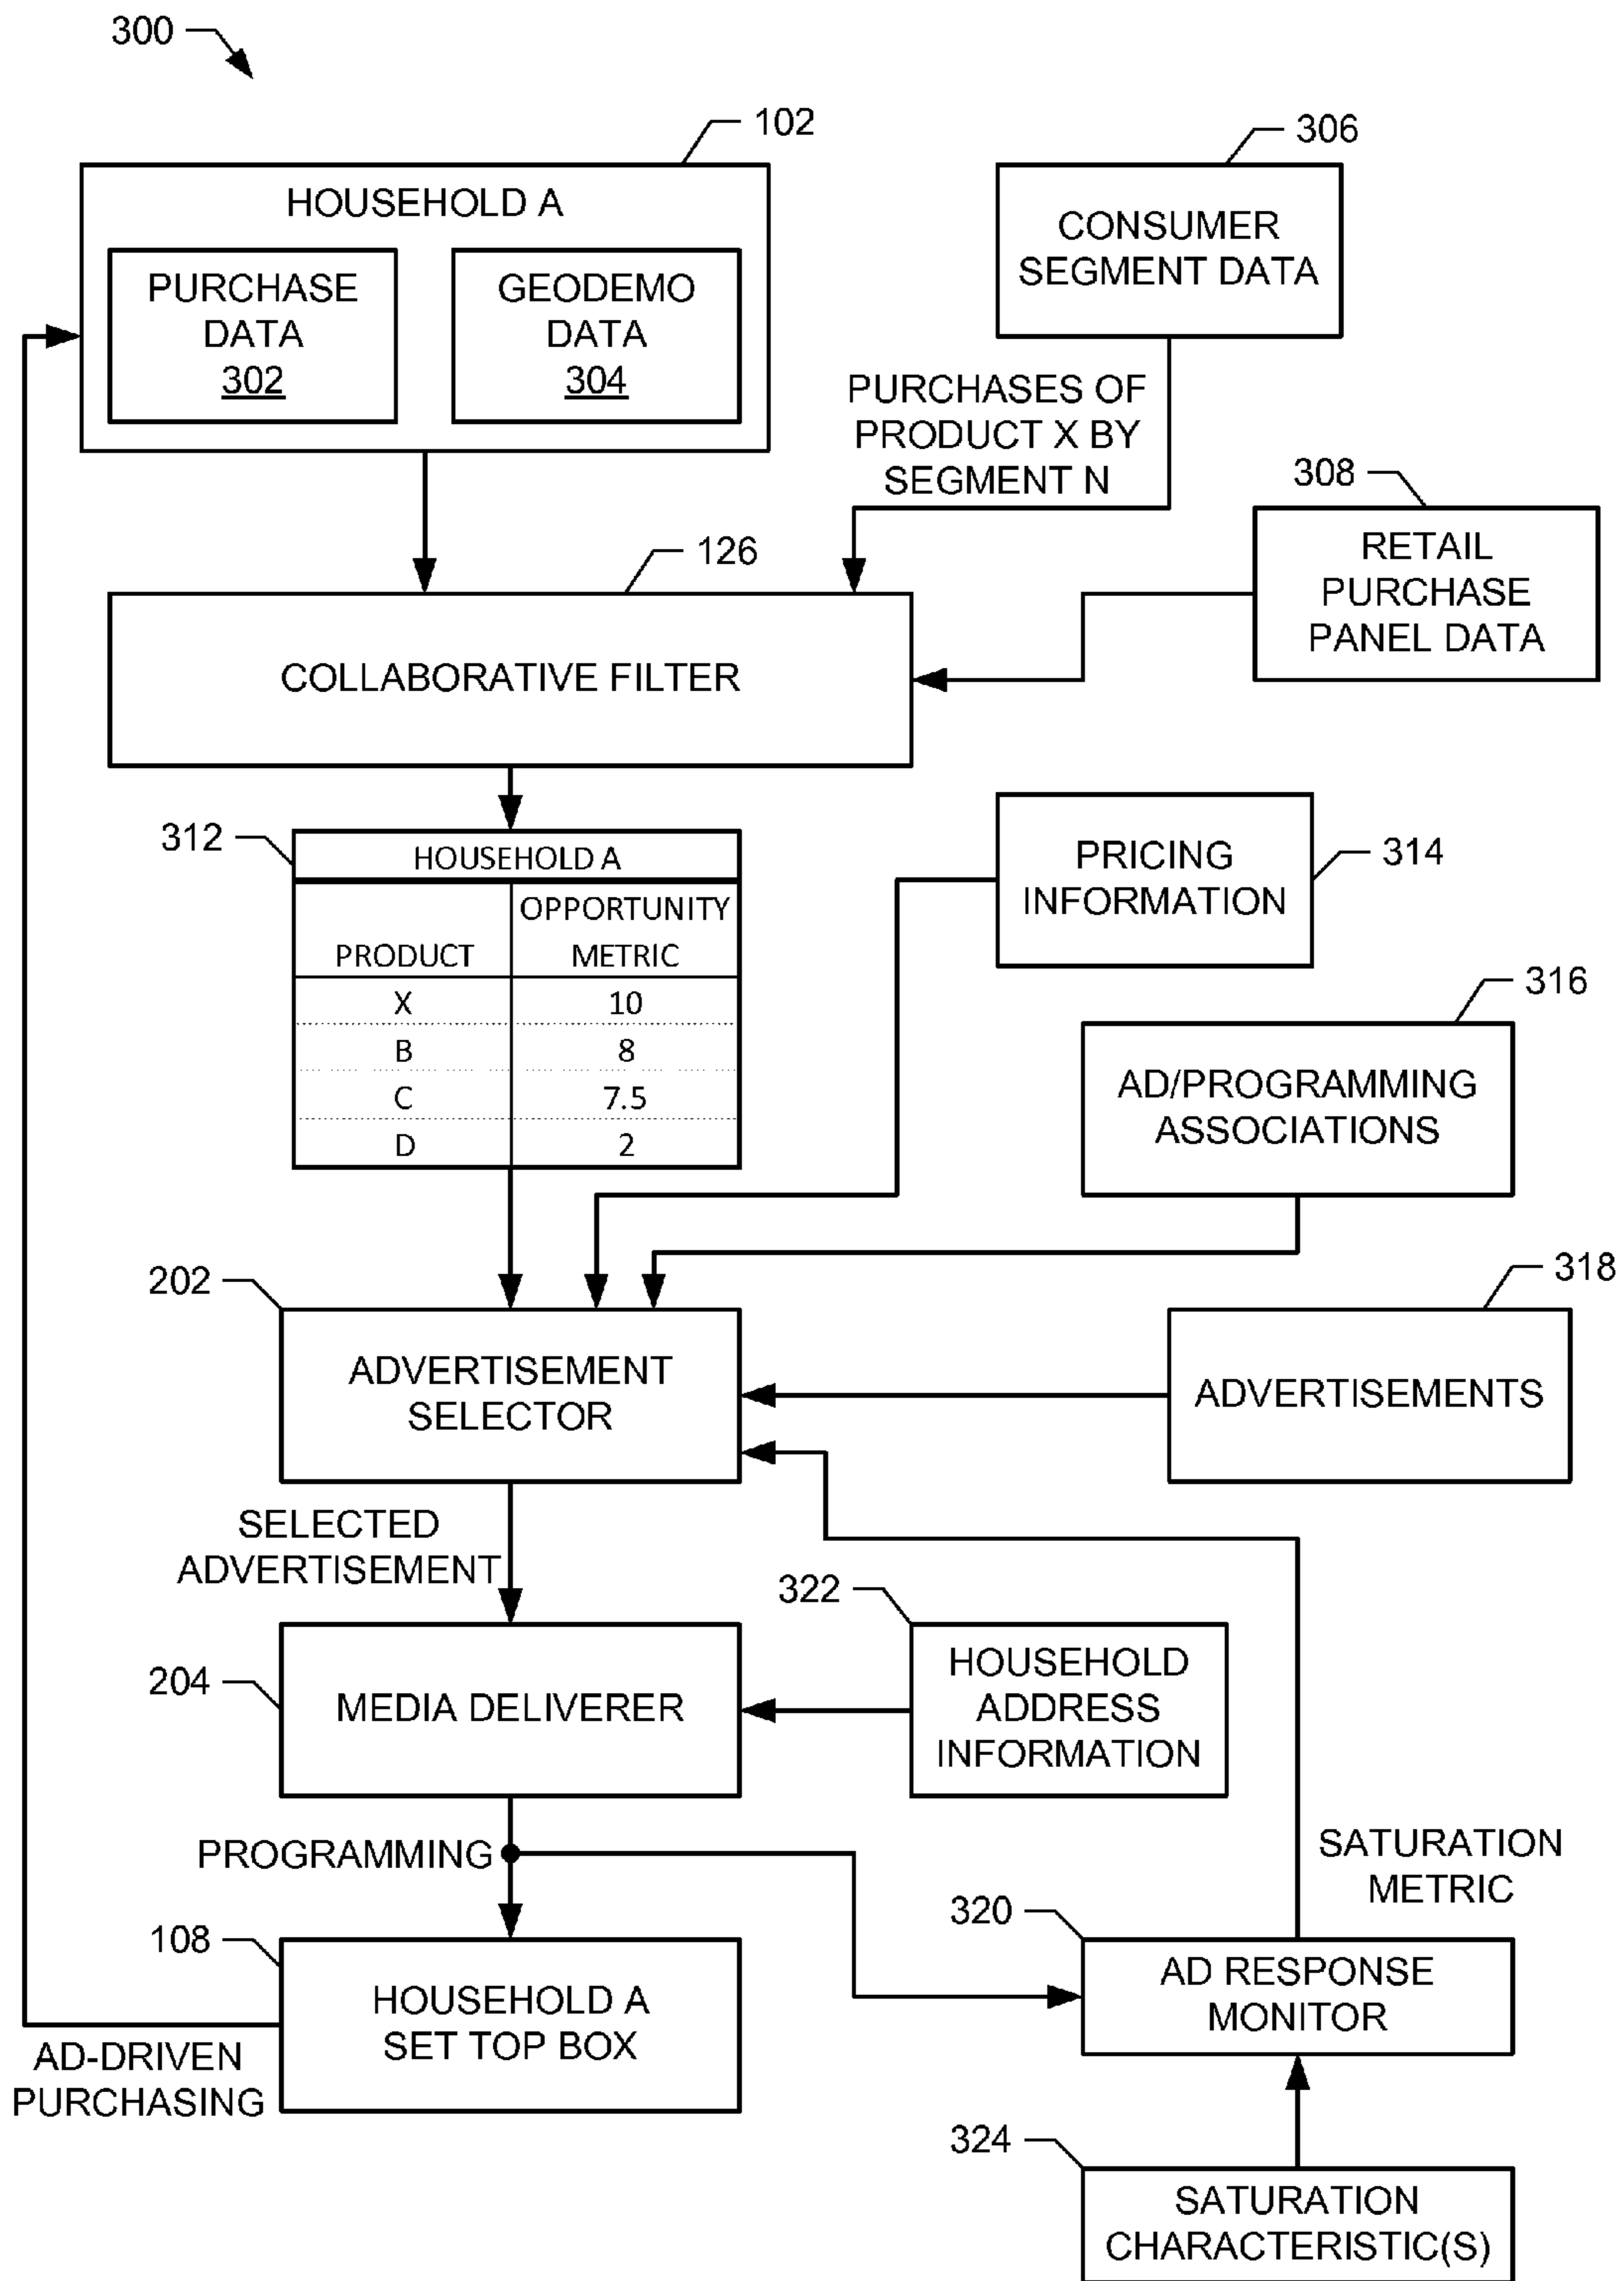 300
102
HOUSEHOLD A
PURCHASE
DATA
302
GEODEMO
DATA
304
306
CONSUMER
SEGMENT DATA
PURCHASES OF
PRODUCT X BY
SEGMENT N
308
RETAIL
PURCHASE
PANEL DATA
126
COLLABORATIVE FILTER
312
HOUSEHOLD A
PRODUCT
OPPORTUNITY
METRIC
X 10
B 8
C 7.5
D 2
PRICING
INFORMATION
314
316
AD/PROGRAMMING
ASSOCIATIONS
202
ADVERTISEMENT
SELECTOR
318
ADVERTISEMENTS
SELECTED
ADVERTISEMENT
322
HOUSEHOLD
ADDRESS
INFORMATION
204
MEDIA DELIVERER
PROGRAMMING
SATURATION
METRIC
320
AD RESPONSE
MONITOR
108
HOUSEHOLD A
SET TOP BOX
AD-DRIVEN
PURCHASING
324
SATURATION
CHARACTERISTIC(S)